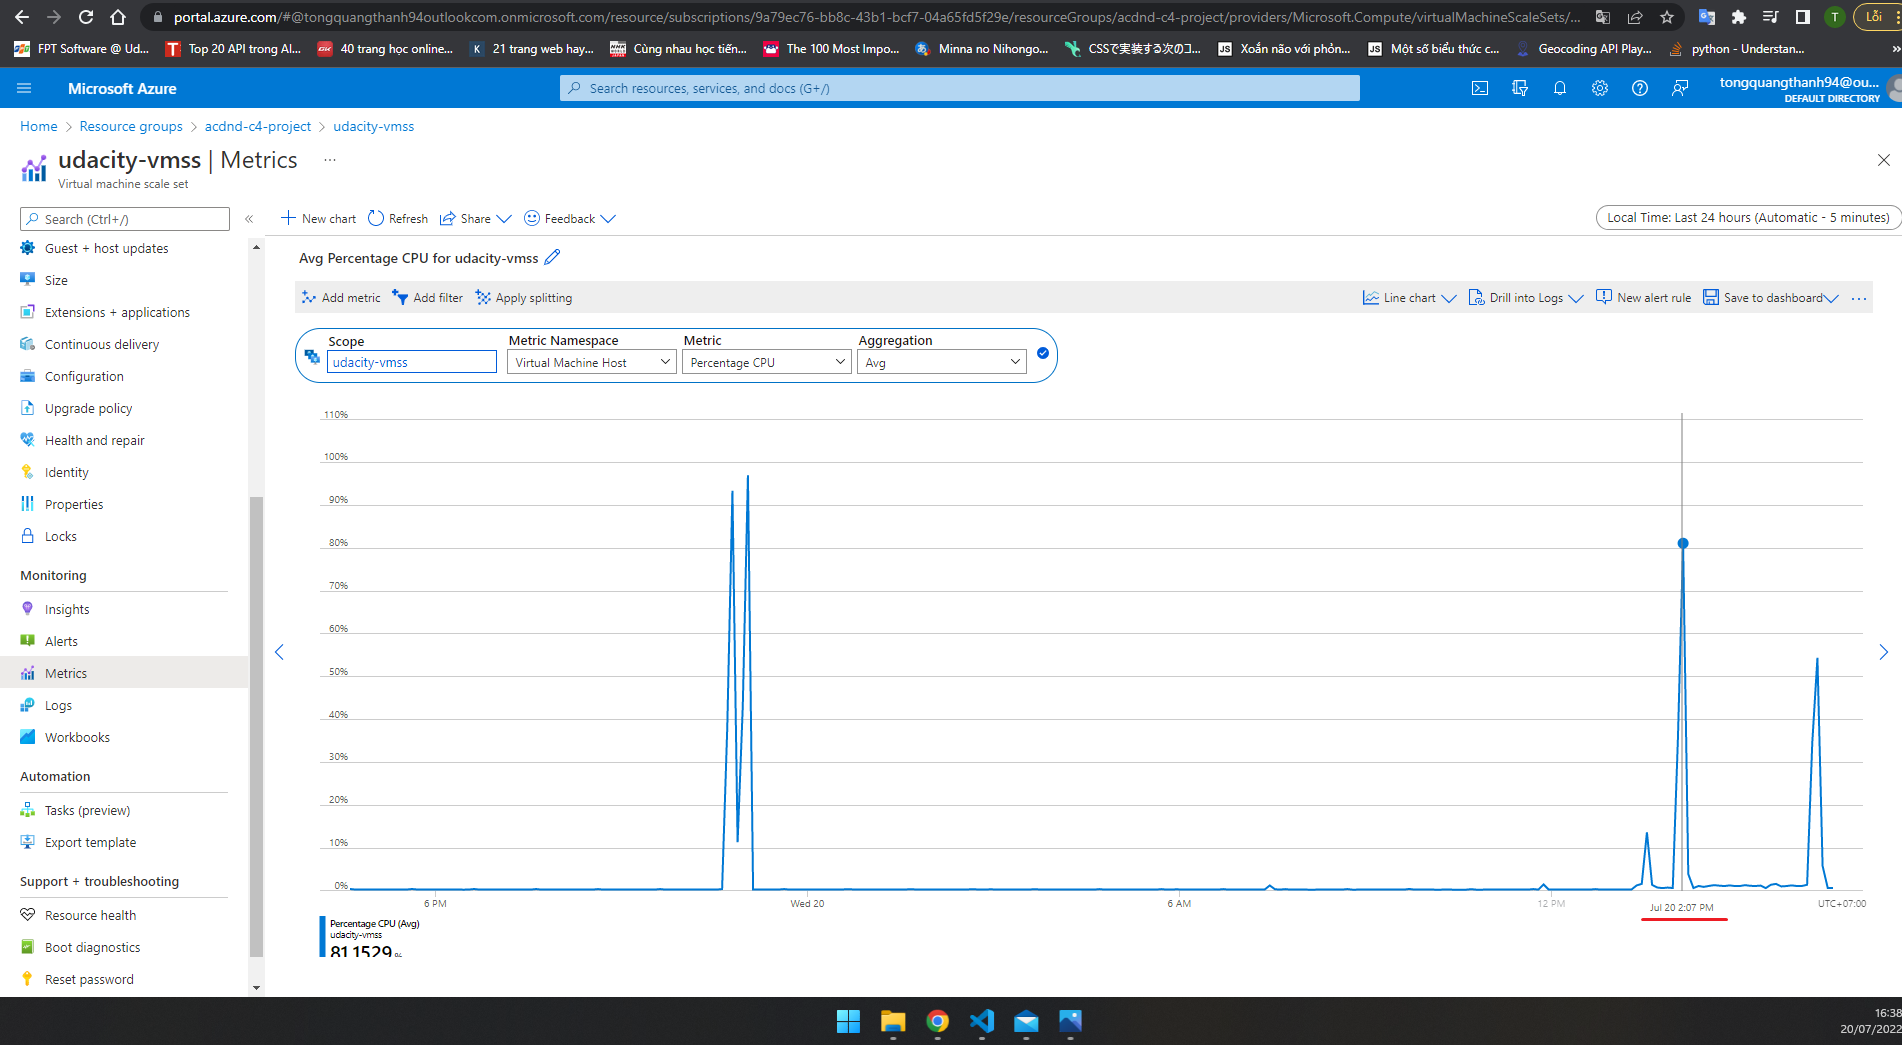 portal.azure.com/#@tongquangthanh94outlookcom.onmicrosoft.com/resource/subscriptions/9a79ec76-bb8c-43b1-bcf7-04a65fd5f29e/resourceGroups/acdnd-c4-project/providers/Microsoft.Compute/virtualMachineScaleSets/...
T
Lỗi
FPT Software @ Ud...
Top 20 API trong AI...
40 trang học online...
21 trang web hay...
Cùng nhau học tiến...
The 100 Most Impo...
Minna no Nihongo...
CSSで実装する次のコ...
JS Xoắn não với phỏn...
JS Một số biểu thức c...
Geocoding API Play...
python - Understan...
»
Microsoft Azure
Search resources, services, and docs (G+/)
tongquangthanh94@ou...
DEFAULT DIRECTORY
Home > Resource groups > acdnd-c4-project > udacity-vmss
udacity-vmss | Metrics ...
Virtual machine scale set
Search (Ctrl+/)
«
New chart
Refresh
Share
Feedback
Local Time: Last 24 hours (Automatic - 5 minutes)
Guest + host updates
Size
Extensions + applications
Continuous delivery
Configuration
Upgrade policy
Health and repair
Identity
Properties
Locks
Monitoring
Insights
Alerts
Metrics
Logs
Workbooks
Automation
Tasks (preview)
Export template
Support + troubleshooting
Resource health
Boot diagnostics
Reset password
Avg Percentage CPU for udacity-vmss
Add metric
Add filter
Apply splitting
Line chart
Drill into Logs
New alert rule
Save to dashboard
...
Scope
udacity-vmss
Metric Namespace
Virtual Machine Host
Metric
Percentage CPU
Aggregation
Avg
110%
100%
90%
80%
70%
60%
50%
40%
30%
20%
10%
0%
6 PM
Wed 20
6 AM
12 PM
Jul 20 2:07 PM
UTC+07:00
Percentage CPU (Avg)
udacity-vmss
81.1529 %
16:38
20/07/2022